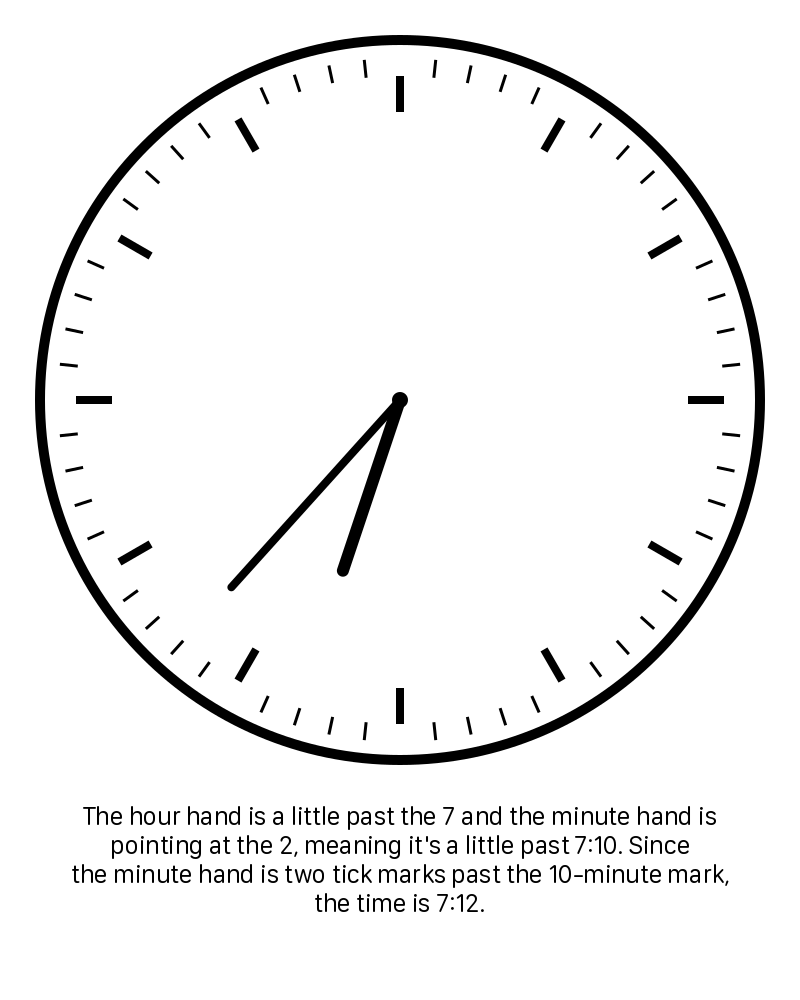 The hour hand is a little past the 7 and the minute hand is
pointing at the 2, meaning it's a little past 7:10. Since
the minute hand is two tick marks past the 10-minute mark,
the time is 7:12.